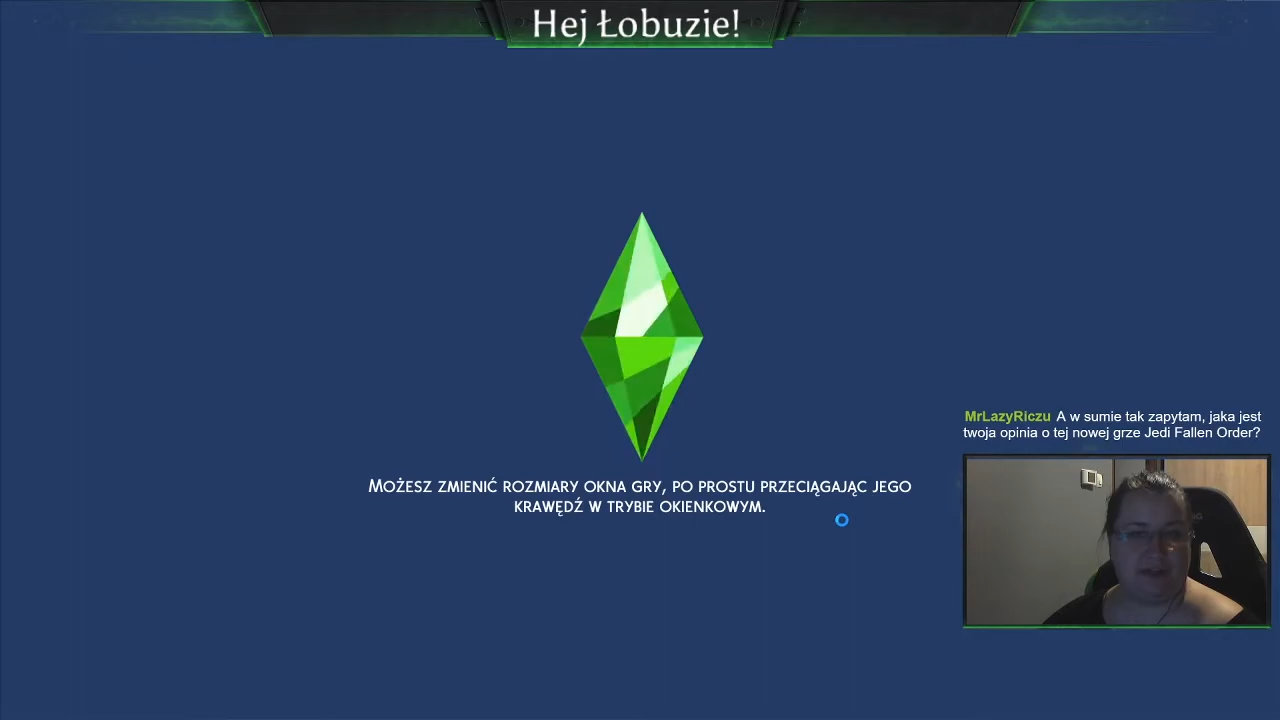 Hej Łobuzie!
MrLazyRiczu A w sumie tak zapytam, jaka jest
twoja opinia o tej nowej grze Jedi Fallen Order?
MOŻESZ ZMIENIĆ ROZMIARY OKNA GRY, PO PROSTU PRZECIĄGAJĄC JEGO
KRAWĘDŹ W TRYBIE OKIENKOWYM.